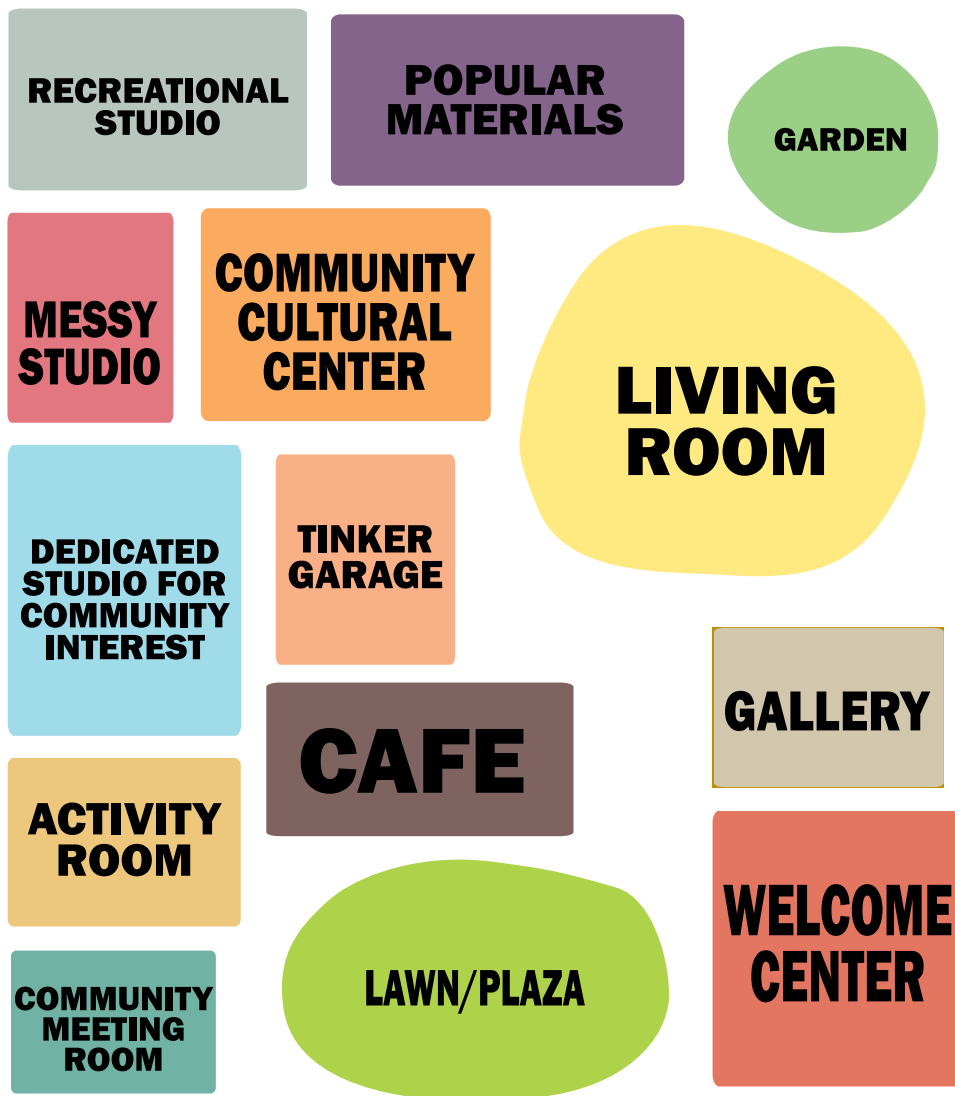 RECREATIONAL
STUDIO
POPULAR
MATERIALS
GARDEN
MESSY
STUDIO
COMMUNITY
CULTURAL
CENTER
LIVING
ROOM
DEDICATED
STUDIO FOR
COMMUNITY
INTEREST
TINKER
GARAGE
GALLERY
CAFE
ACTIVITY
ROOM
WELCOME
CENTER
LAWN/PLAZA
COMMUNITY
MEETING
ROOM